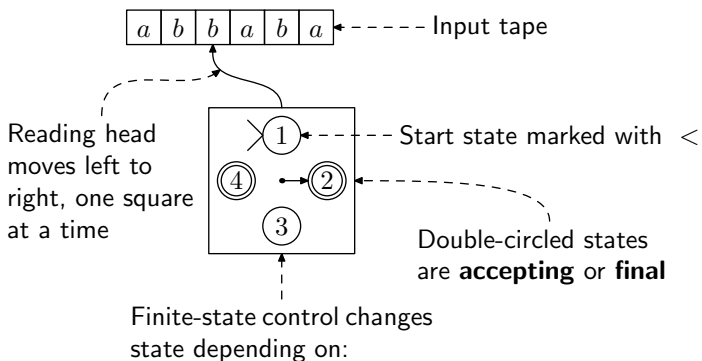 a b b a b a
Input tape
Reading head
moves left to
right, one square
at a time
1
Start state marked with <
4
2
3
Double-circled states
are accepting or final
Finite-state control changes
state depending on: